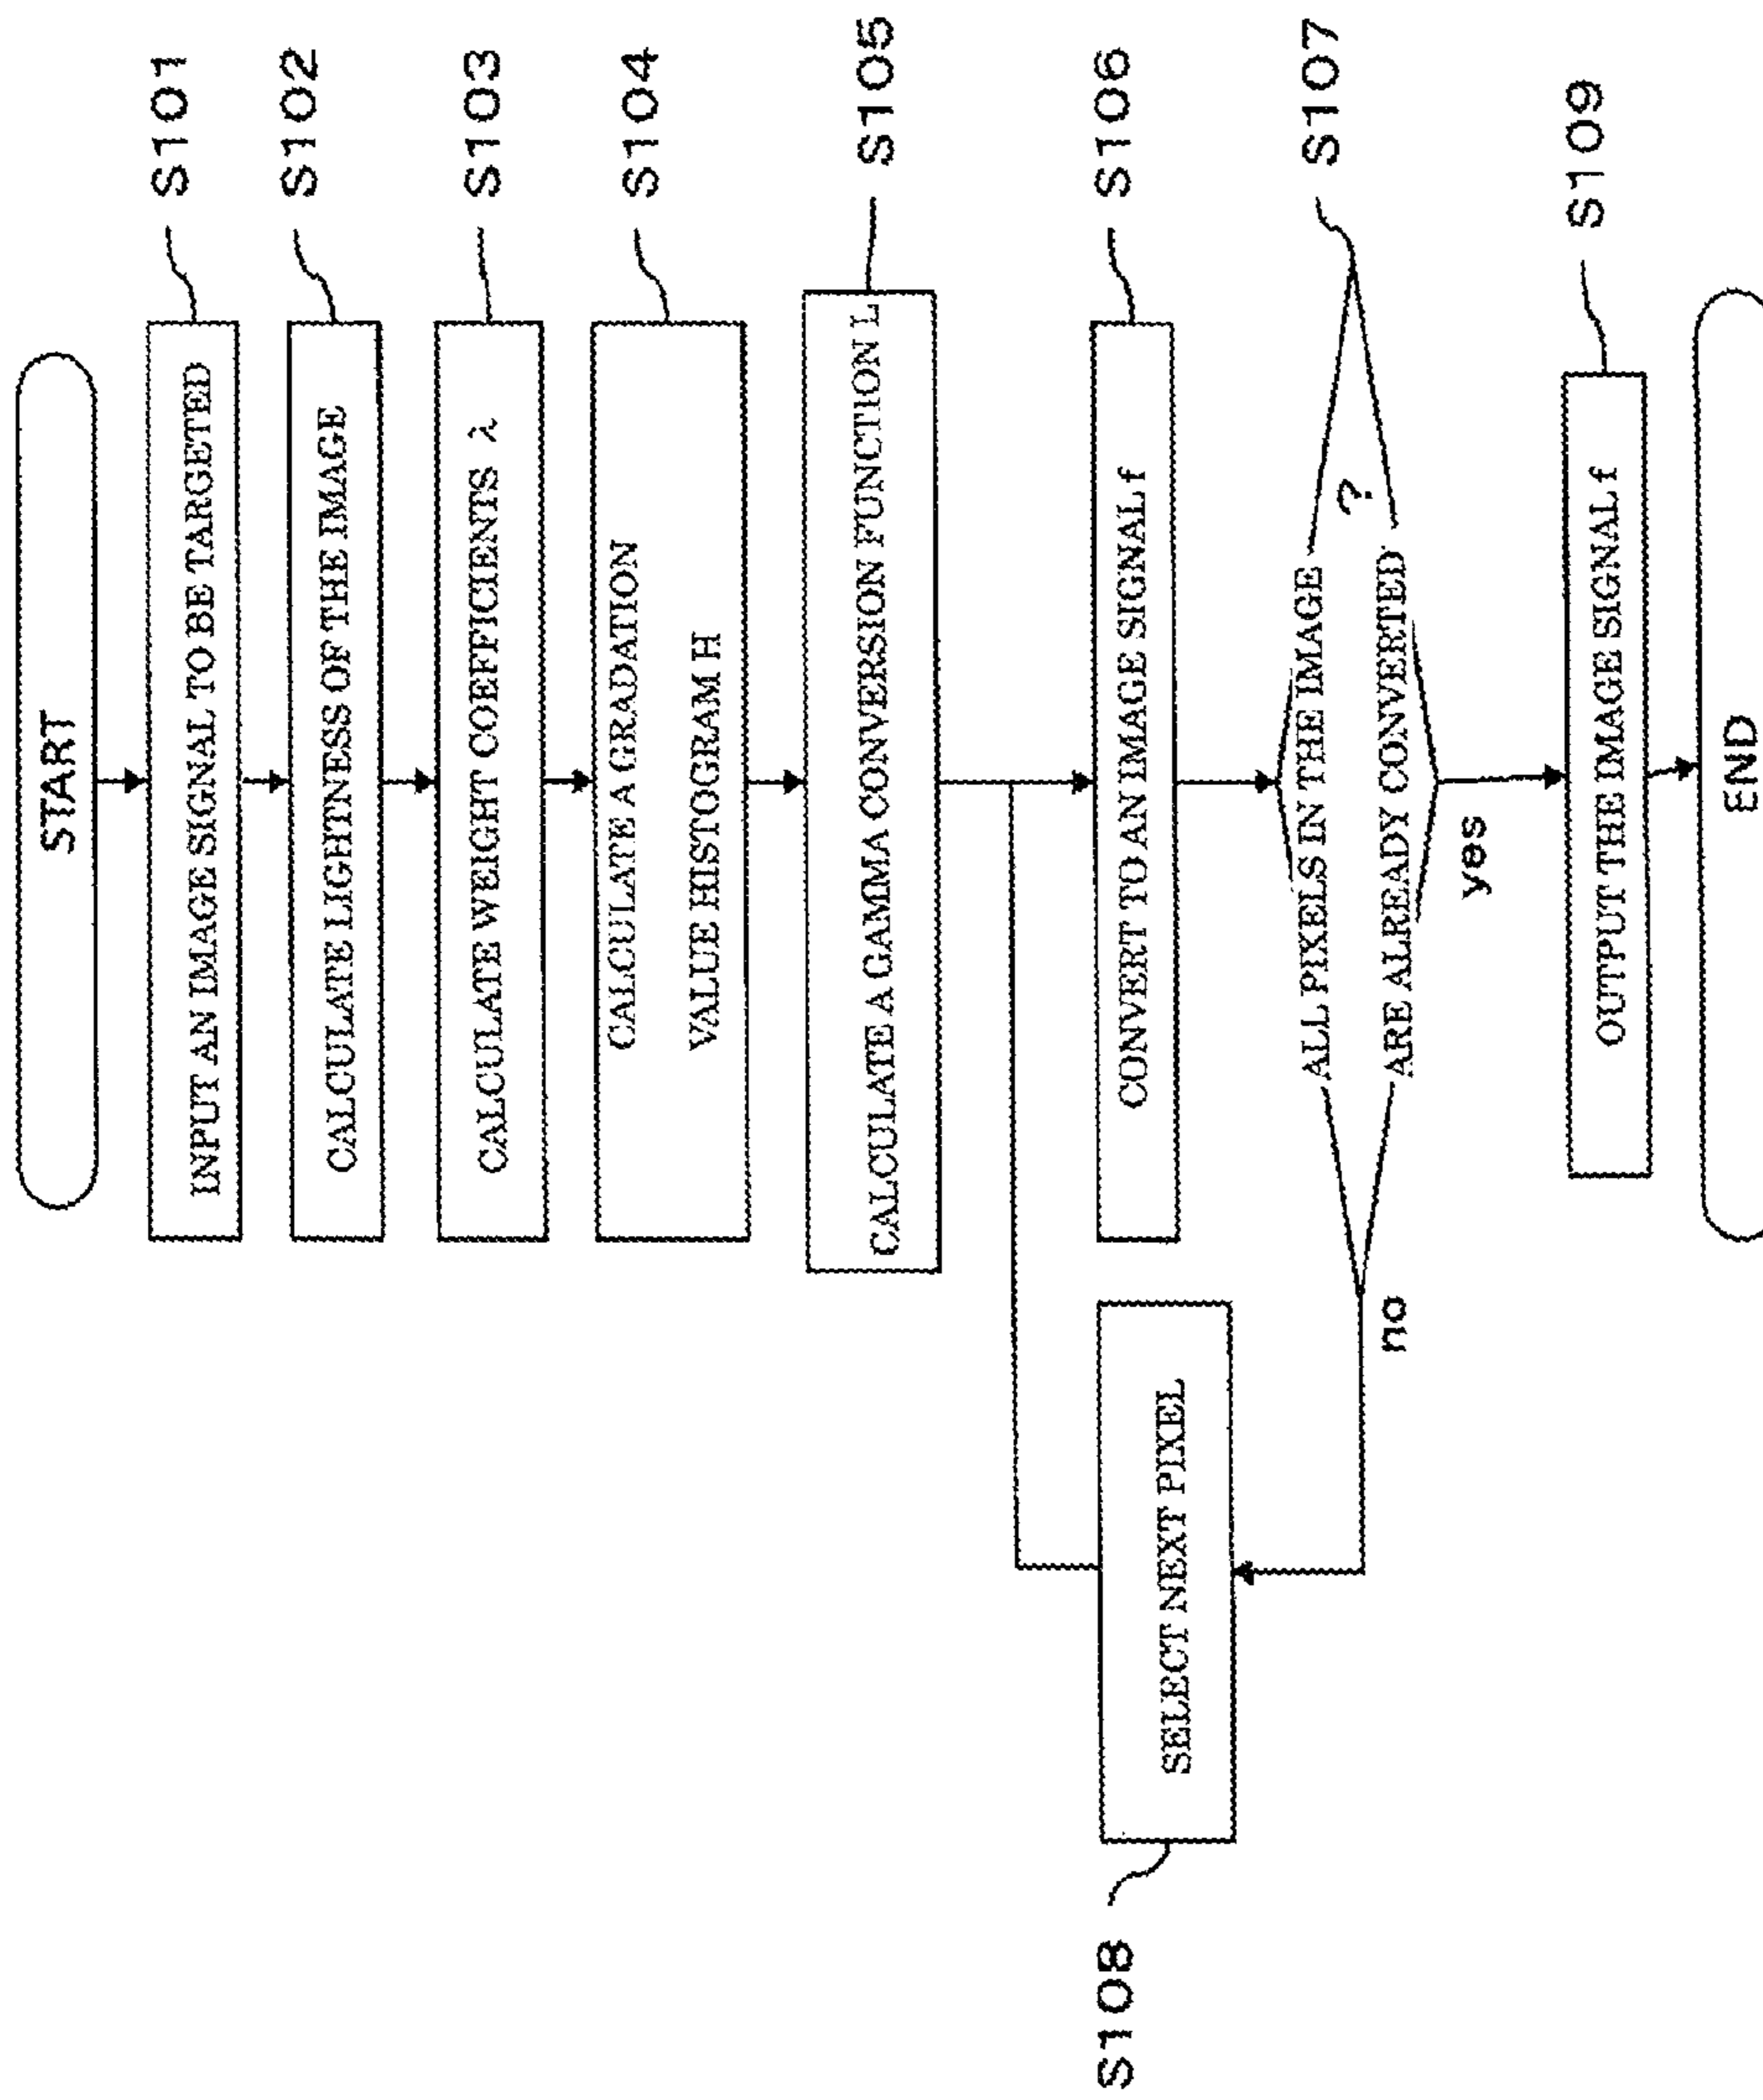 START
INPUT AN IMAGE SIGNAL TO BE TARGETED
S101
CALCULATE LIGHTNESS OF THE IMAGE
S102
CALCULATE WEIGHT COEFFICIENTS λ
S103
CALCULATE A GRADATION
VALUE HISTOGRAM H
S104
CALCULATE A GAMMA CONVERSION FUNCTION L
S105
CONVERT TO AN IMAGE SIGNAL f
S106
ALL PIXELS IN THE IMAGE
ARE ALREADY CONVERTED
?
S107
no
yes
SELECT NEXT PIXEL
S108
OUTPUT THE IMAGE SIGNAL f
S109
END